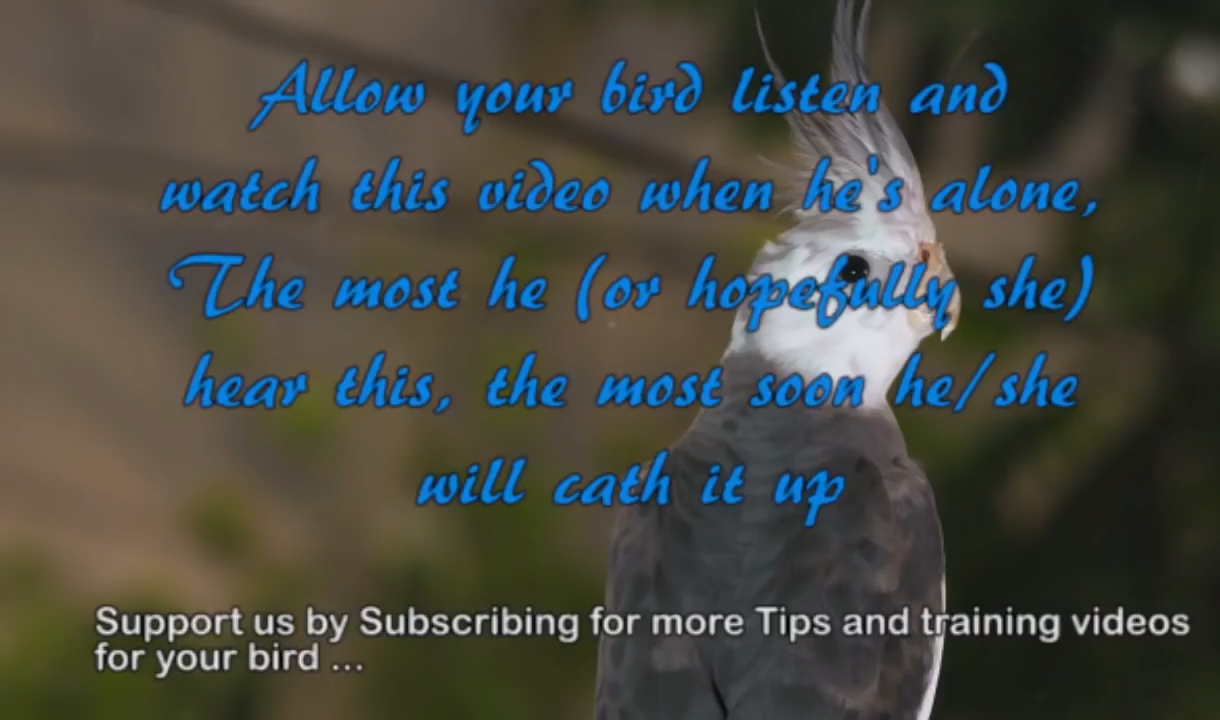 Allow your bird listen and
watch this video when he's alone,
The most he (or hopefully she)
hear this, the most soon he/she
will cath it up
Support us by Subscribing for more Tips and training videos
for your bird ...